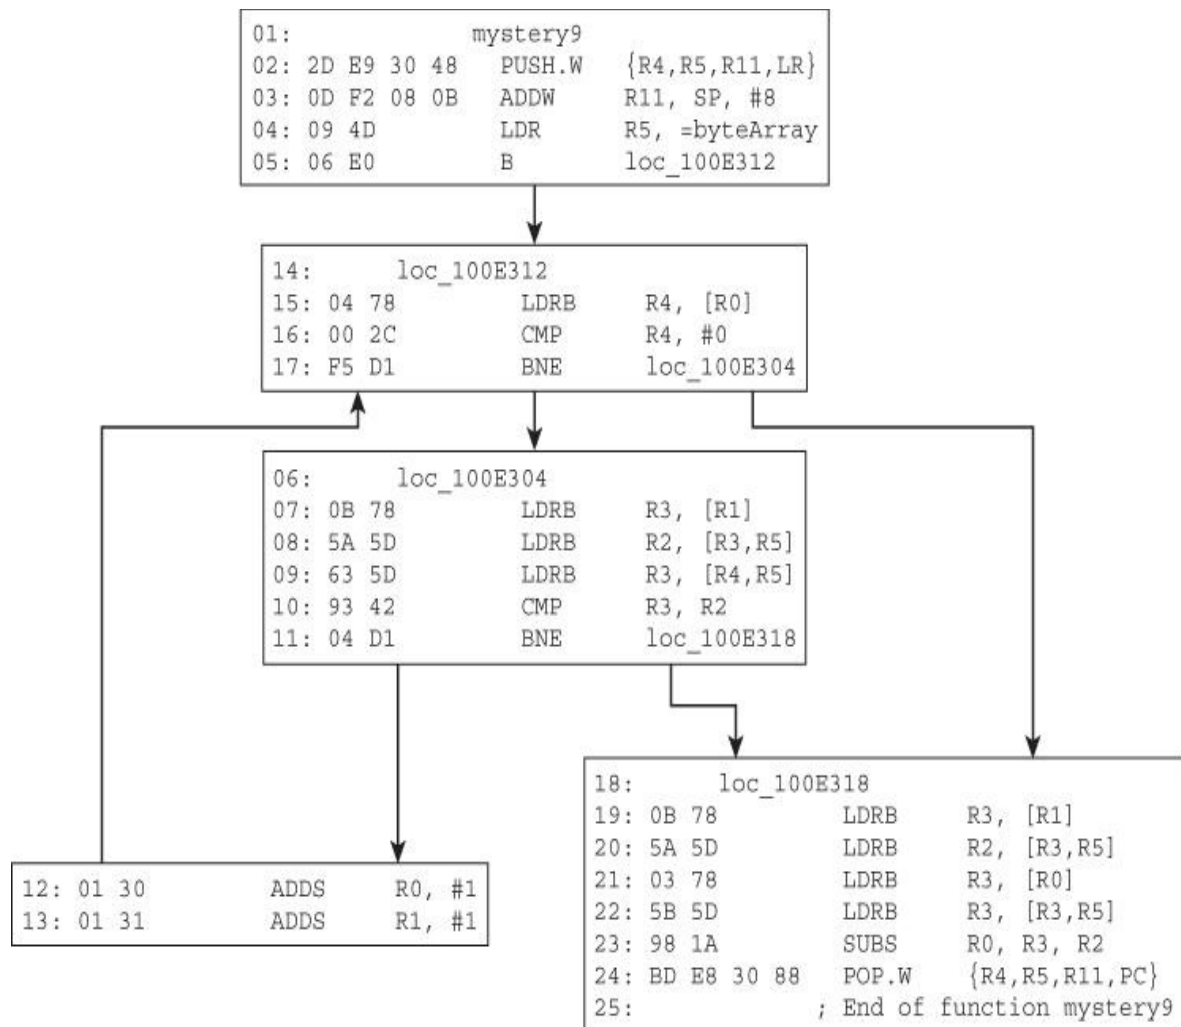 01: mystery9
02: 2D E9 30 48 PUSH.W {R4,R5,R11,LR}
03: 0D F2 08 0B ADDW R11, SP, #8
04: 09 4D LDR R5, =byteArray
05: 06 E0 B loc_100E312
14: loc_100E312
15: 04 78 LDRB R4, [R0]
16: 00 2C CMP R4, #0
17: F5 D1 BNE loc_100E304
06: loc_100E304
07: 0B 78 LDRB R3, [R1]
08: 5A 5D LDRB R2, [R3,R5]
09: 63 5D LDRB R3, [R4,R5]
10: 93 42 CMP R3, R2
11: 04 D1 BNE loc_100E318
12: 01 30 ADDS R0, #1
13: 01 31 ADDS R1, #1
18: loc_100E318
19: 0B 78 LDRB R3, [R1]
20: 5A 5D LDRB R2, [R3,R5]
21: 03 78 LDRB R3, [R0]
22: 5B 5D LDRB R3, [R3,R5]
23: 98 1A SUBS R0, R3, R2
24: BD E8 30 88 POP.W {R4,R5,R11,PC}
25: ; End of function mystery9